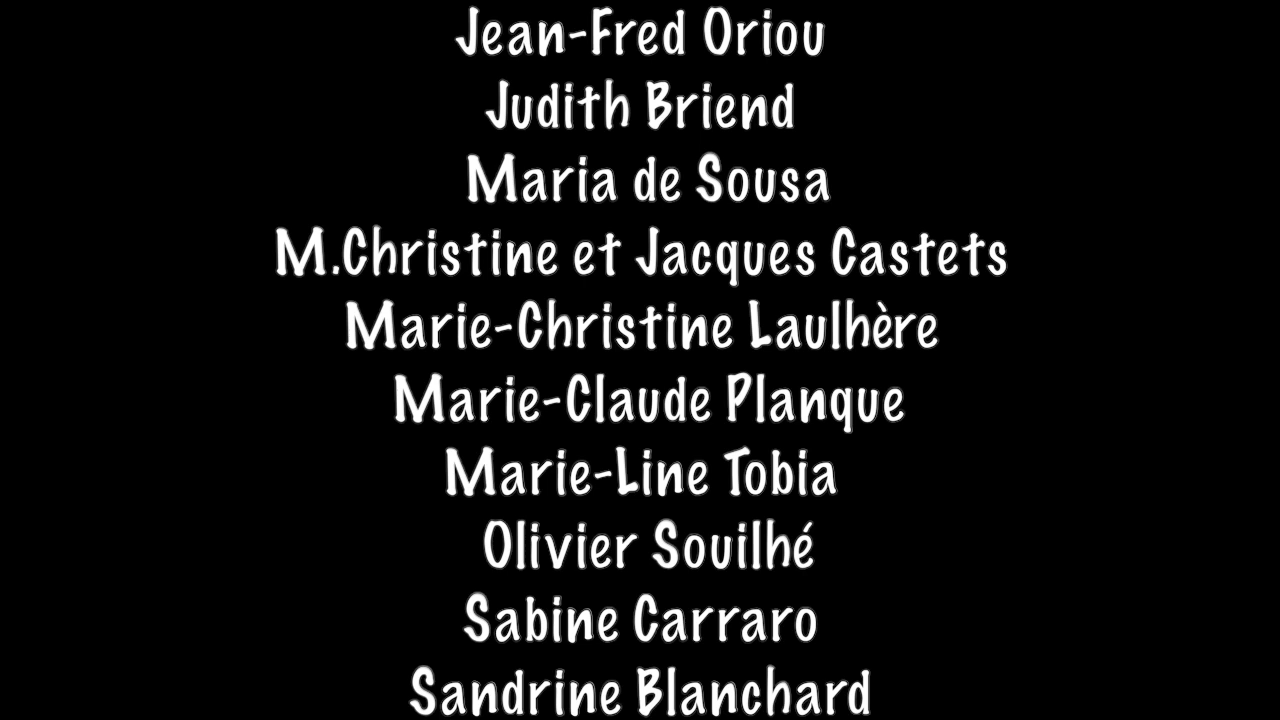 Jean-Fred Oriou
Judith Briend
Maria de Sousa
M.Christine et Jacques Castets
Marie-Christine Laulhère
Marie-Claude Planque
Marie-Line Tobia
Olivier Souilhé
Sabine Carraro
Sandrine Blanchard